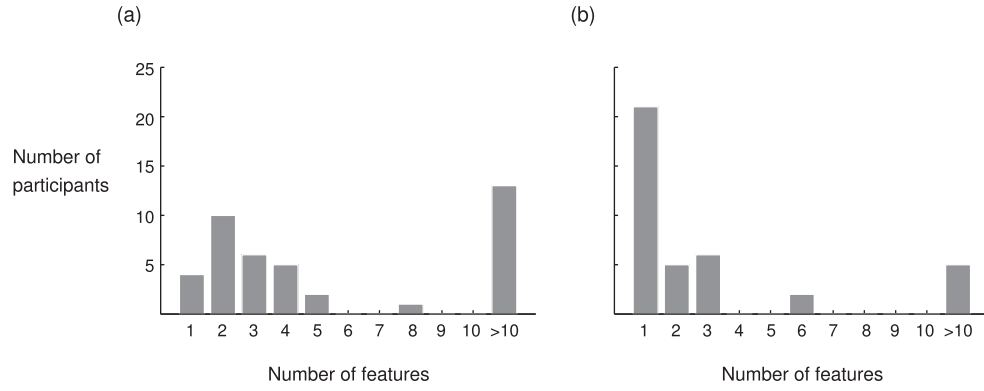 (a)
(b)
25
20
15
10
5
Number of
participants
1 2 3 4 5 6 7 8 9 10 >10
1 2 3 4 5 6 7 8 9 10 >10
Number of features
Number of features